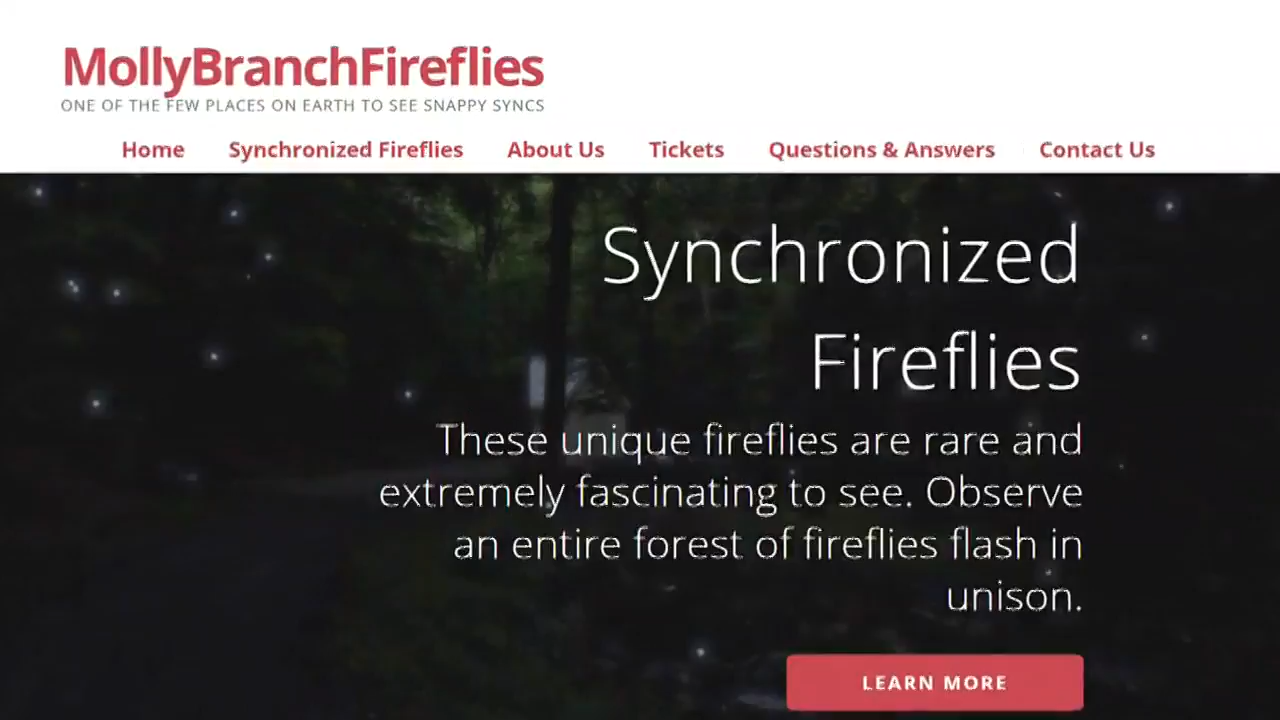 MollyBranchFireflies
ONE OF THE FEW PLACES ON EARTH TO SEE SNAPPY SYNCS
Home Synchronized Fireflies About Us Tickets Questions & Answers Contact Us
Synchronized
Fireflies
These unique fireflies are rare and
extremely fascinating to see. Observe
an entire forest of fireflies flash in
unison.
LEARN MORE